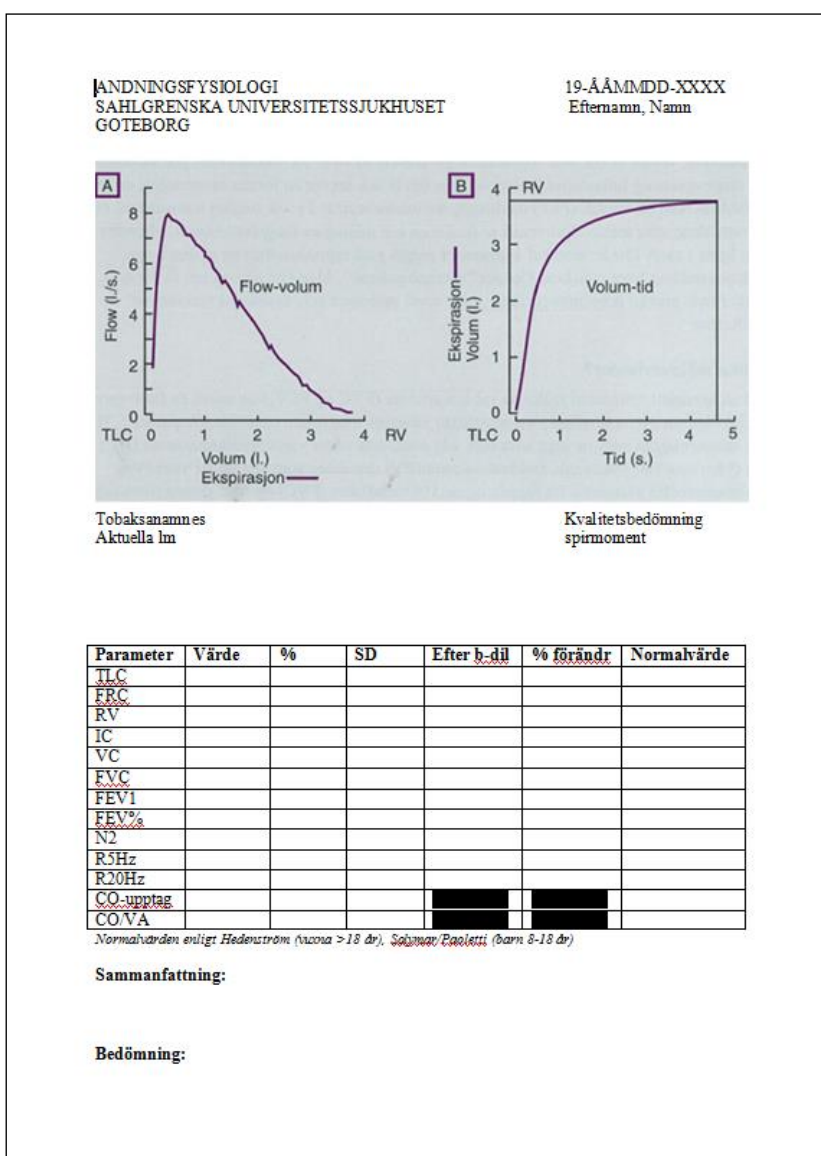 ANDNINGSFYSIOLOGI 19-ÅÅMMDD-XXXX
SAHLGRENSKA UNIVERSITETSSJUKHUSET Efternamn, Namn
GOTEBORG
A
8
6
4
2
0
Flow (l./s.)
Flow-volum
TLC 0 1 2 3 4 RV
Volum (l.)
Ekspirasjon
B
4
3
2
1
0
RV
Ekspirasjon
Volum (l.)
Volum-tid
TLC 0 1 2 3 4 5
Tid (s.)
Tobaksanamnes Kvalitetsbedömning
Aktuella lm spirmoment
Parameter Värde % SD Efter b-dil % förändr Normalvärde
TLC
FRC
RV
IC
VC
FVC
FEV1
FEV%
N2
R5Hz
R20Hz
CO-upptag
CO/VA
Normalvärden enligt Hedenström (vuxna >18 år), Solymar/Paoletti (barn 8-18 år)
Sammanfattning:
Bedömning: